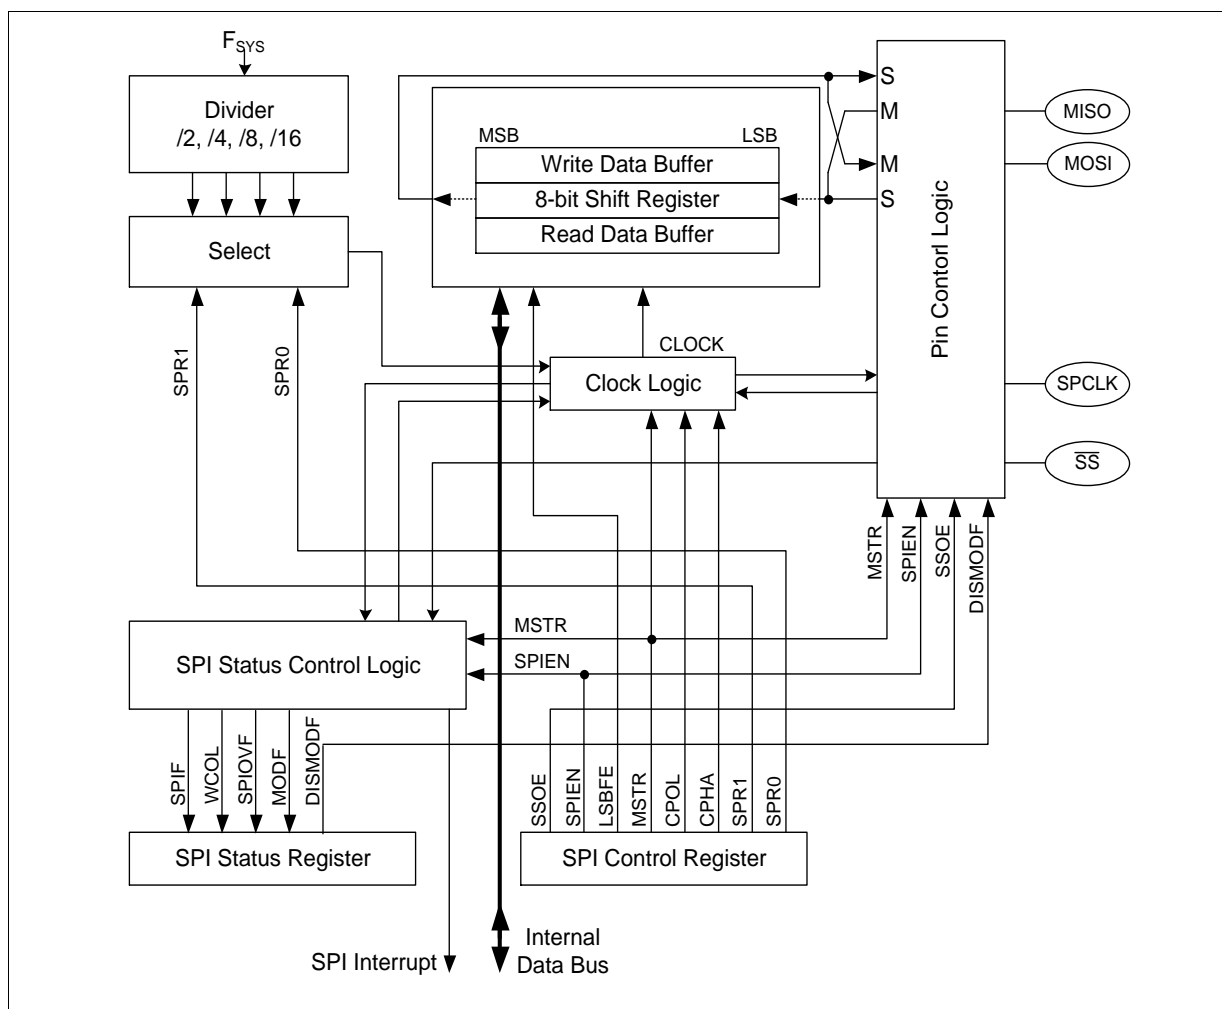 FSYS
Divider
/2, /4, /8, /16
Select
SPR1
SPR0
MSB
LSB
Write Data Buffer
8-bit Shift Register
Read Data Buffer
CLOCK
Clock Logic
S
M
M
S
Pin Contorl Logic
MISO
MOSI
SPCLK
SS
MSTR
SPIEN
SSOE
DISMODF
MSTR
SPIEN
SPI Status Control Logic
SPIF
WCOL
SPIOVF
MODF
DISMODF
SPI Status Register
SSOE
SPIEN
LSBFE
MSTR
CPOL
CPHA
SPR1
SPR0
SPI Control Register
SPI Interrupt
Internal
Data Bus